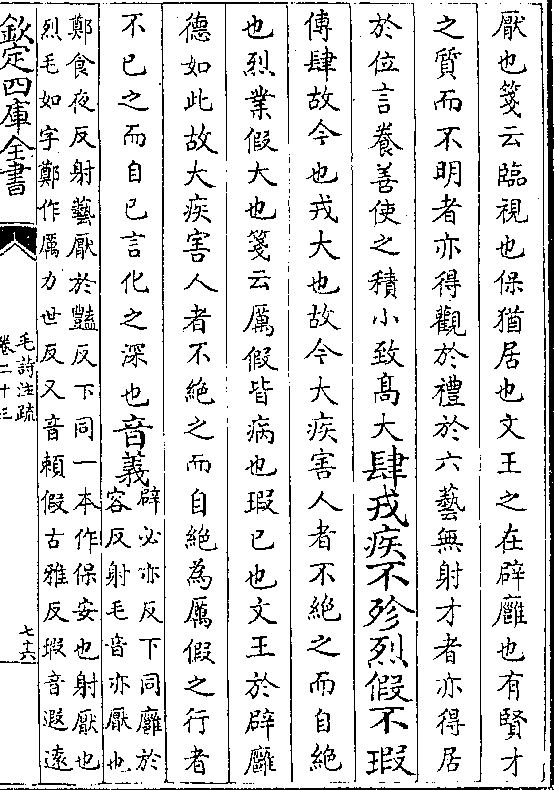 厭也箋云臨視也保猶居也文王之在辟廱也有賢才
之質而不明者亦得觀於禮於六藝無射才者亦得居
於位言養善使之積小致髙大肆戎疾不殄烈假不瑕
傳肆故今也戎大也故今大疾害人者不絶之而自絶
也烈業假大也箋云厲假皆病也瑕已也文王於辟廱
德如此故大疾害人者不絶之而自絶為厲假之行者
不已之而自已言化之深也音義
辟必亦反下同廱於
容反射毛音亦厭也
鄭食夜反射藝厭於豔反下同一本作保安也射厭也
烈毛如字鄭作厲力世反又音賴假古雅反瑕音遐逺
欽定四庫全書
毛詩注疏
卷二十三
七十六